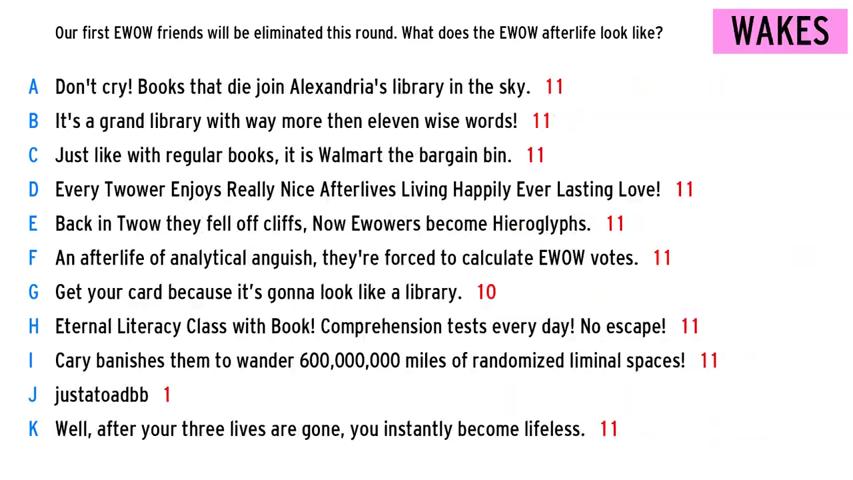 Our first EWOW friends will be eliminated this round. What does the EWOW afterlife look like?
WAKES
A Don't cry! Books that die join Alexandria's library in the sky. 11
B It's a grand library with way more then eleven wise words! 11
C Just like with regular books, it is Walmart the bargain bin. 11
D Every Twower Enjoys Really Nice Afterlives Living Happily Ever Lasting Love! 11
E Back in Twow they fell off cliffs, Now Ewowers become Hieroglyphs. 11
F An afterlife of analytical anguish, they're forced to calculate EWOW votes. 11
G Get your card because it’s gonna look like a library. 10
H Eternal Literacy Class with Book! Comprehension tests every day! No escape! 11
I Cary banishes them to wander 600,000,000 miles of randomized liminal spaces! 11
J justatoadbb 1
K Well, after your three lives are gone, you instantly become lifeless. 11